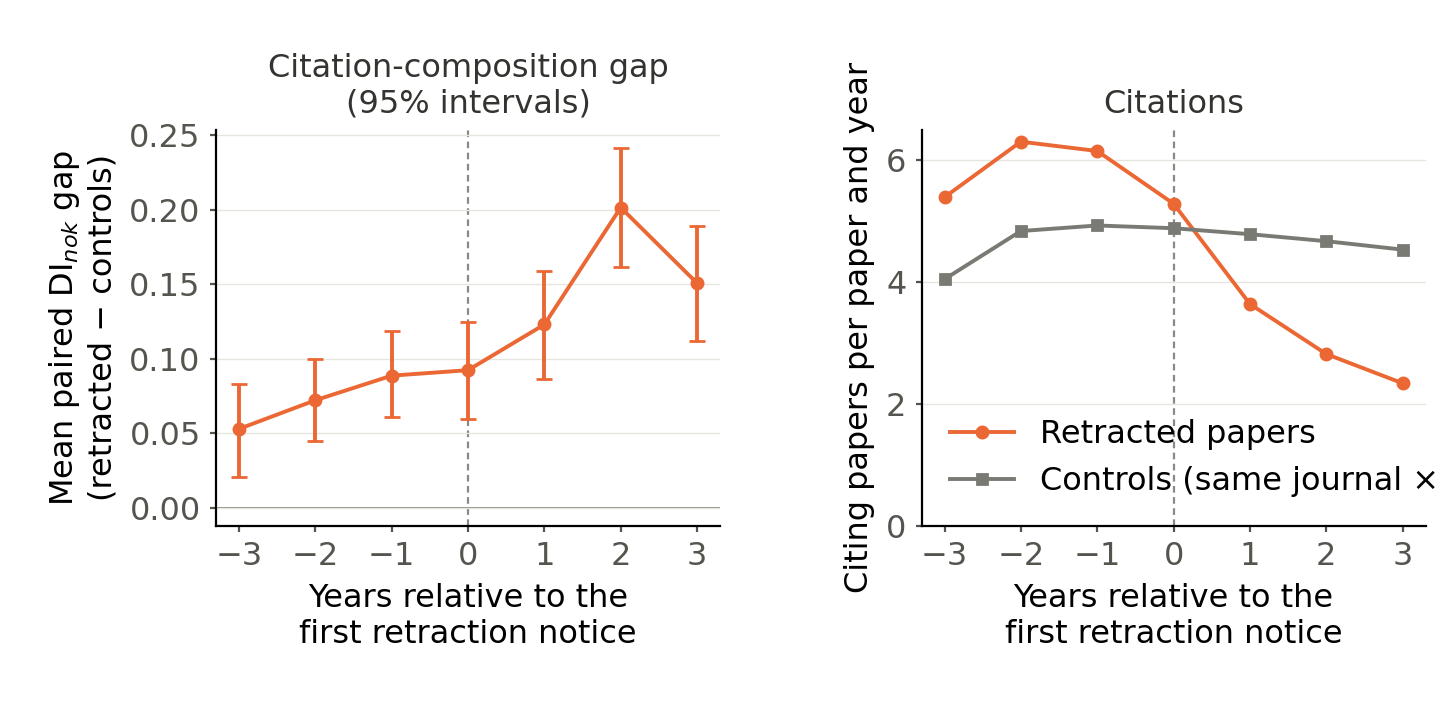 Citation-composition gap
(95% intervals)
Mean paired DInok gap
(retracted − controls)
0.25
0.20
0.15
0.10
0.05
0.00
−3 −2 −1 0 1 2 3
Years relative to the
first retraction notice
Citations
Citing papers per paper and year
6
4
2
0
Retracted papers
Controls (same journal ×
−3 −2 −1 0 1 2 3
Years relative to the
first retraction notice